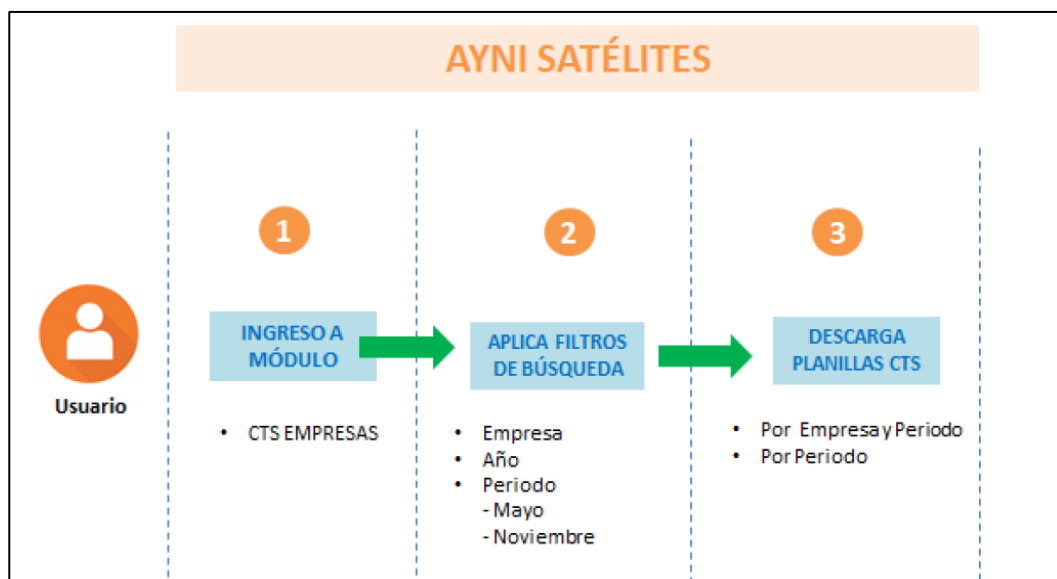 AYNI SATÉLITES
1
2
3
Usuario
INGRESO A
MÓDULO
• CTS EMPRESAS
APLICA FILTROS
DE BÚSQUEDA
• Empresa
• Año
• Periodo
- Mayo
- Noviembre
DESCARGA
PLANILLAS CTS
• Por Empresa y Periodo
• Por Periodo